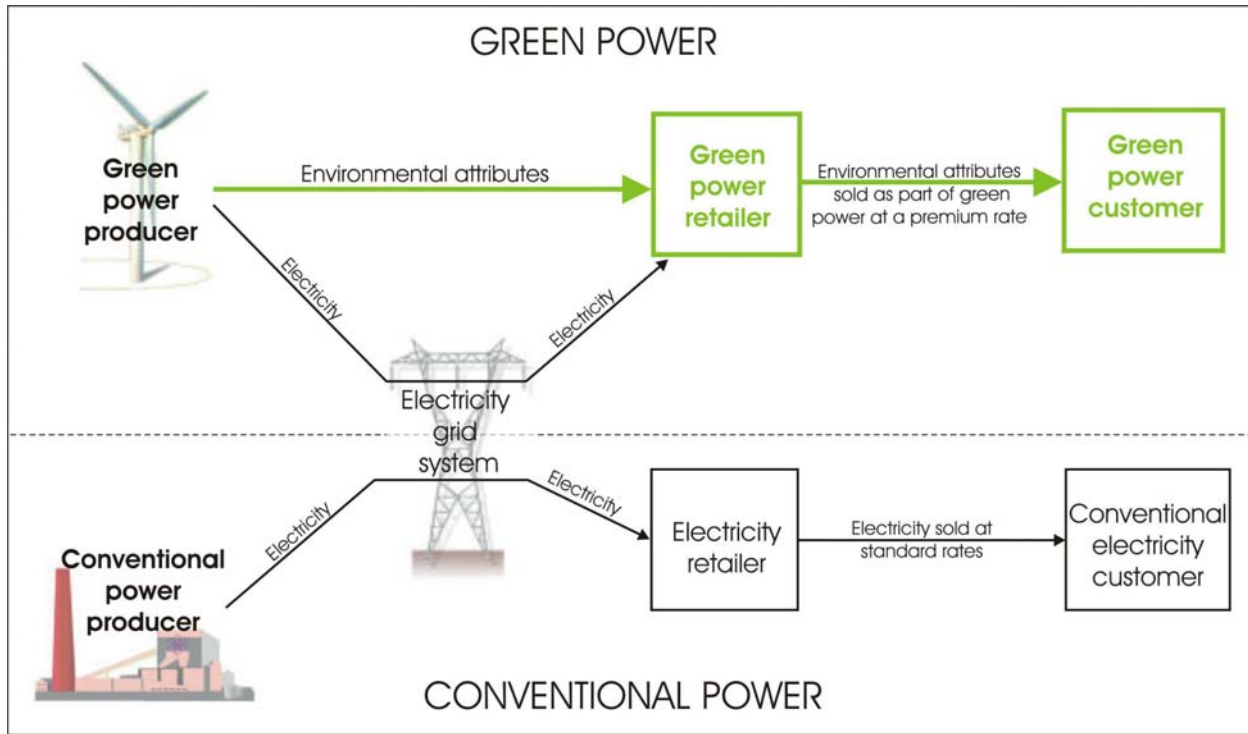 GREEN POWER
Green
power
producer
Environmental attributes
Green
power
retailer
Environmental attributes
sold as part of green
power at a premium rate
Green
power
customer
Electricity
Electricity
Electricity
grid
system
Electricity
Electricity
Conventional
power
producer
Electricity
retailer
Electricity sold at
standard rates
Conventional
electricity
customer
CONVENTIONAL POWER